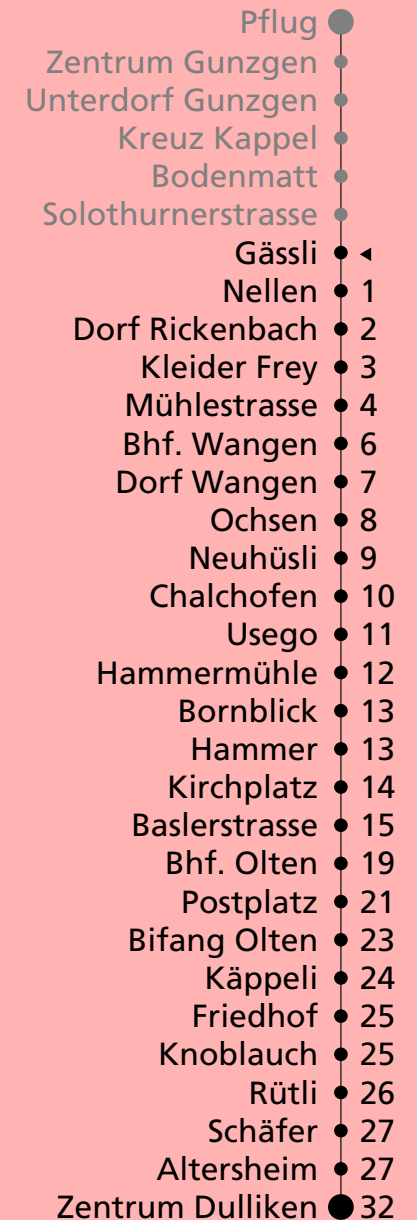 Pflug
Zentrum Gunzgen
Unterdorf Gunzgen
Kreuz Kappel
Bodenmatt
Solothurnerstrasse
Gässli
Nellen 1
Dorf Rickenbach 2
Kleider Frey 3
Mühlestrasse 4
Bhf. Wangen 6
Dorf Wangen 7
Ochsen 8
Neuhüsli 9
Chalchofen 10
Usego 11
Hammermühle 12
Bornblick 13
Hammer 13
Kirchplatz 14
Baslerstrasse 15
Bhf. Olten 19
Postplatz 21
Bifang Olten 23
Käppeli 24
Friedhof 25
Knoblauch 25
Rütli 26
Schäfer 27
Altersheim 27
Zentrum Dulliken 32